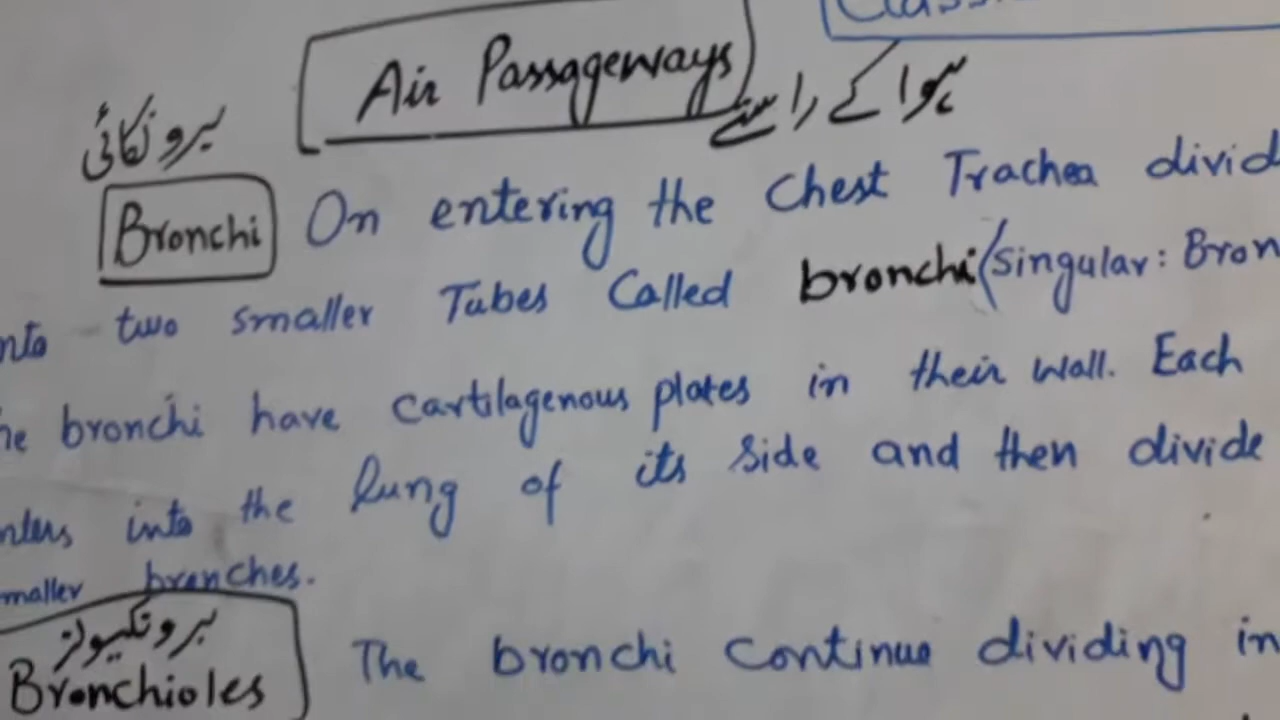 Class
Air Passageways
ہوا کے راستے
برونکائی
Bronchi On entering the Chest Trachea divid
nto two smaller Tubes Called bronchi (singular: Bron
he bronchi have cartilagenous plates in their wall. Each
nters into the lung of its side and then divide
maller branches.
برونکیولز
Bronchioles The bronchi continue dividing in